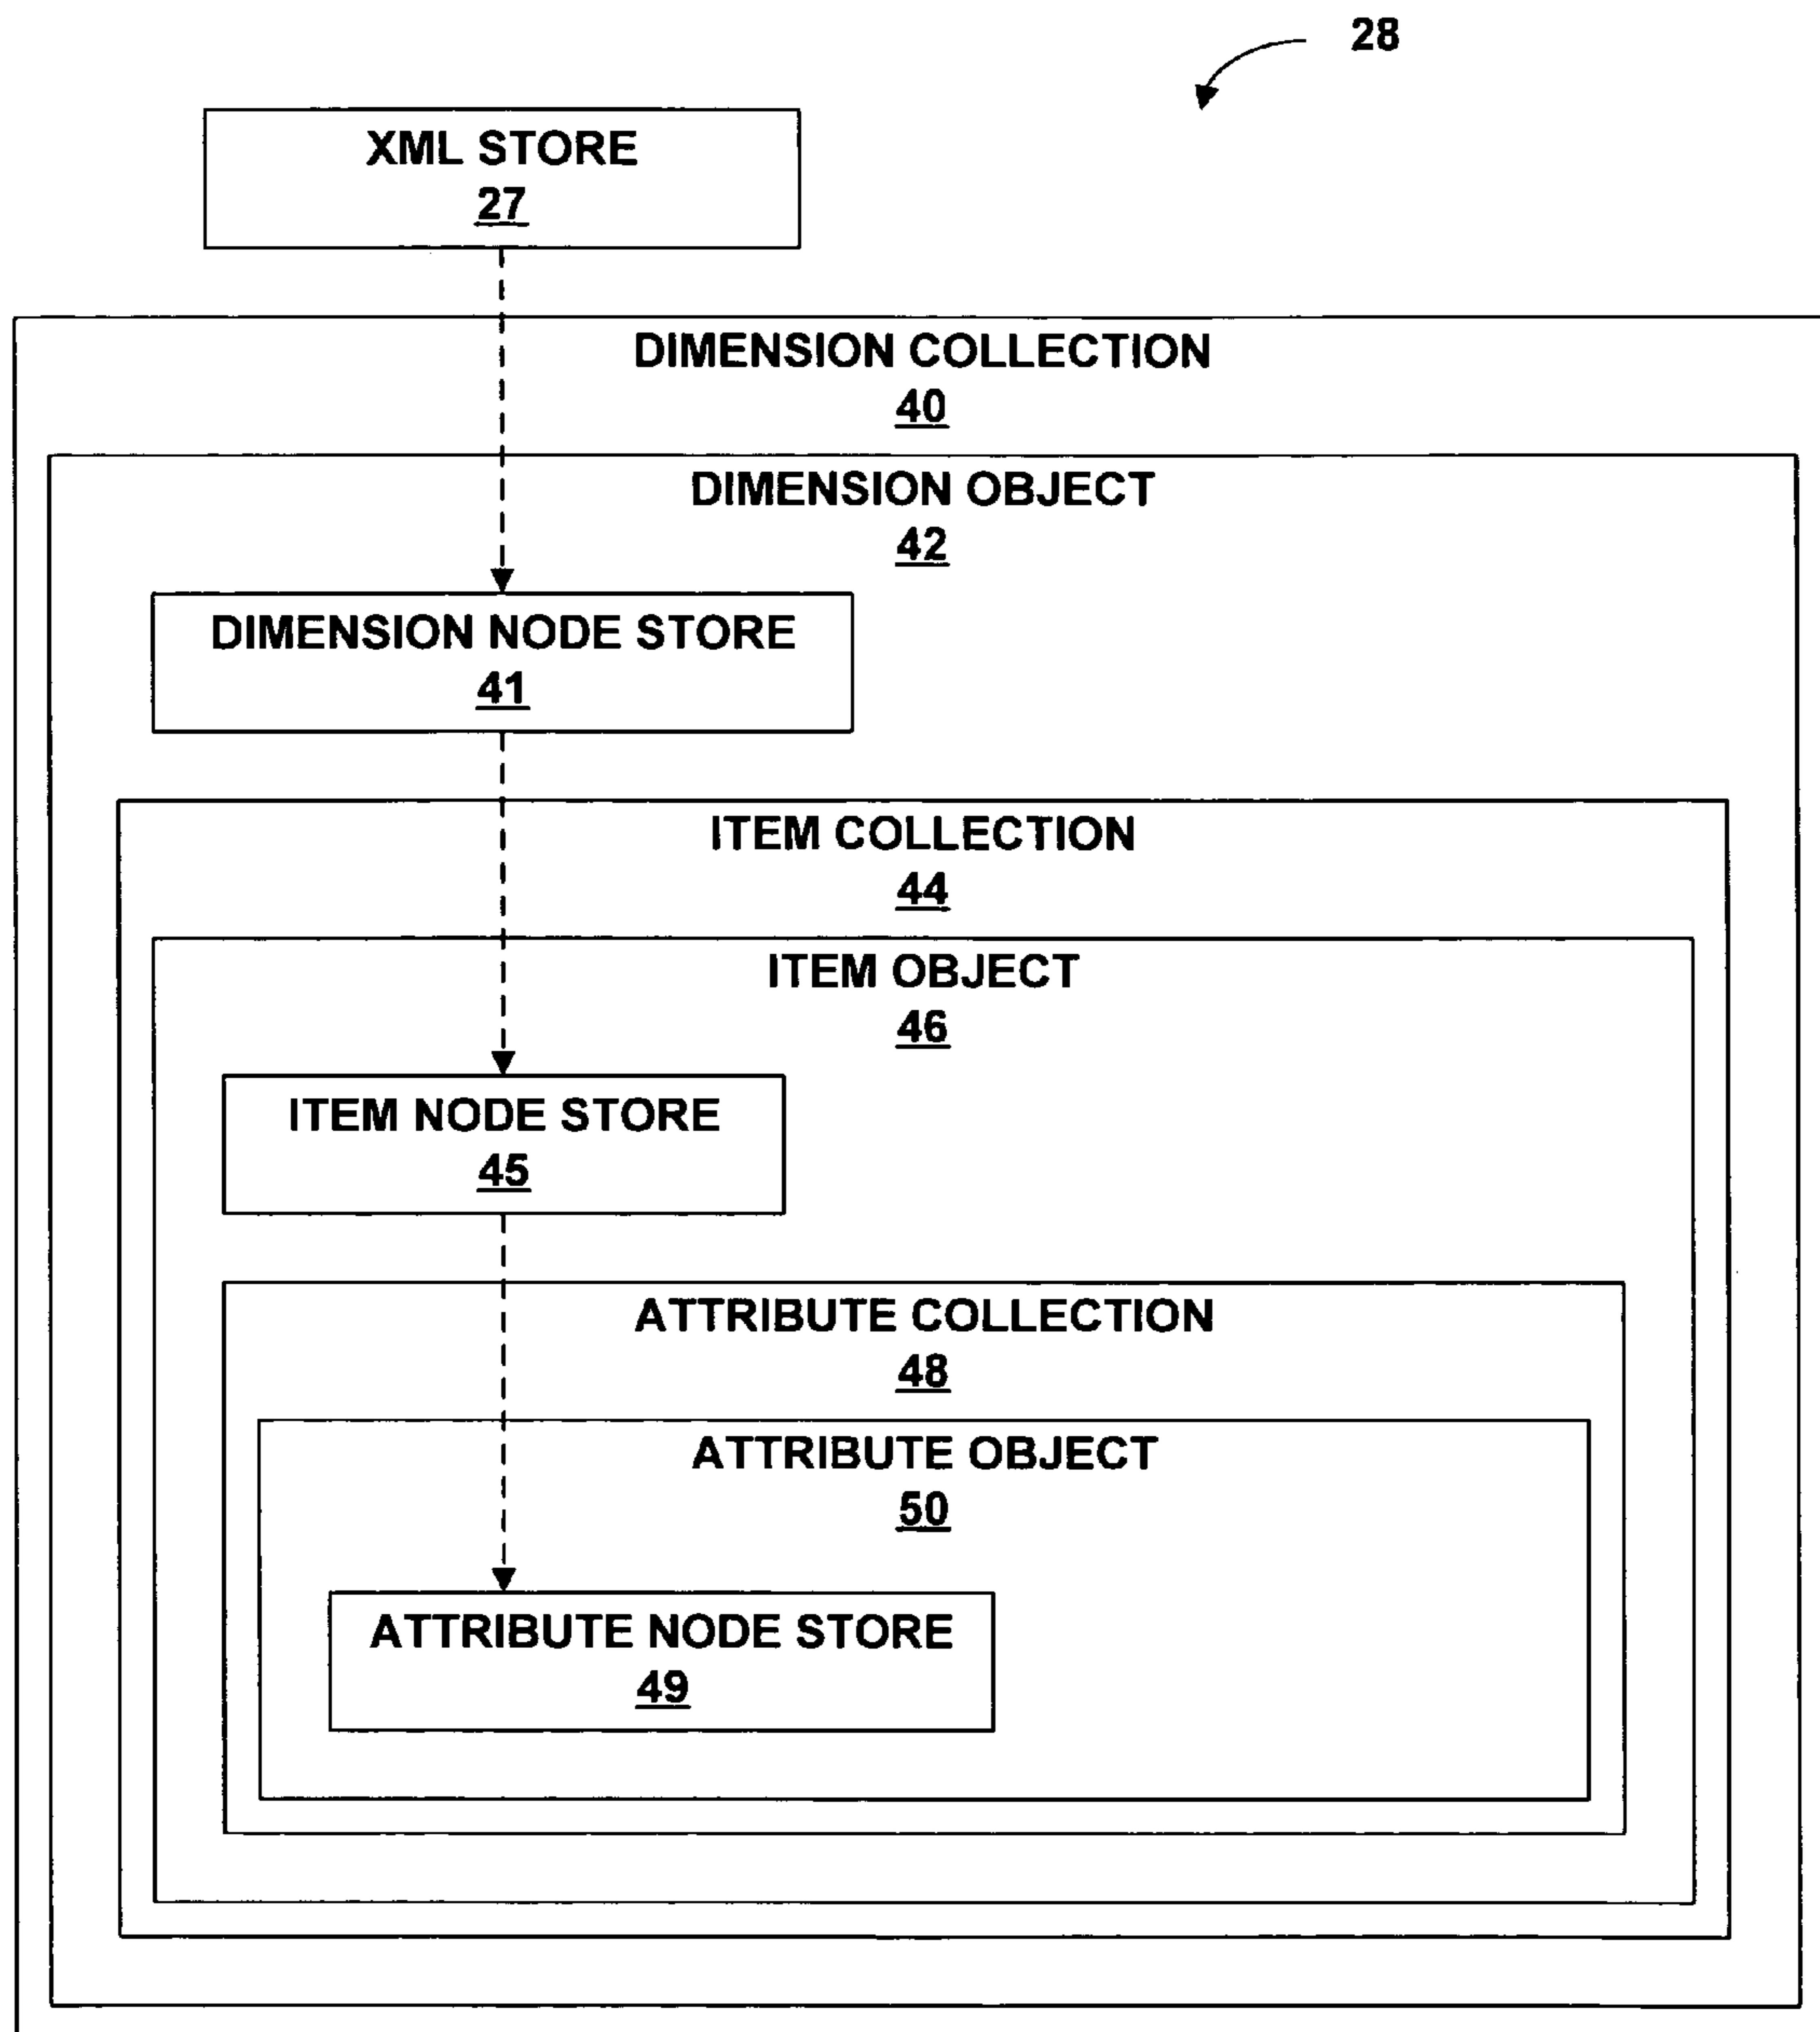 28
XML STORE
27
DIMENSION COLLECTION
40
DIMENSION OBJECT
42
DIMENSION NODE STORE
41
ITEM COLLECTION
44
ITEM OBJECT
46
ITEM NODE STORE
45
ATTRIBUTE COLLECTION
48
ATTRIBUTE OBJECT
50
ATTRIBUTE NODE STORE
49